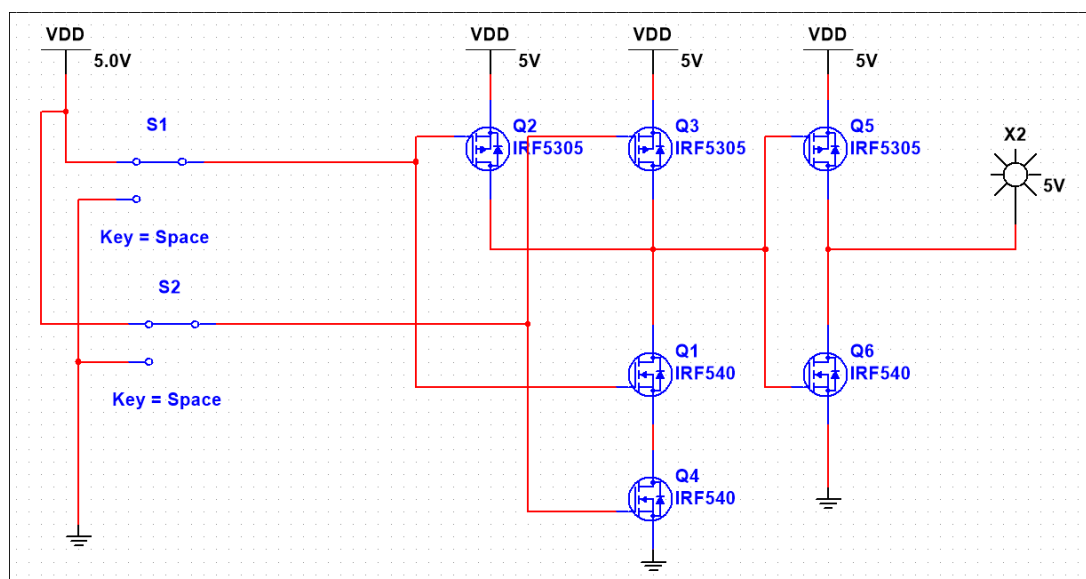 VDD
5.0V
VDD
5V
VDD
5V
VDD
5V
S1
Key = Space
S2
Key = Space
Q2
IRF5305
Q3
IRF5305
Q5
IRF5305
X2
5V
Q1
IRF540
Q6
IRF540
Q4
IRF540